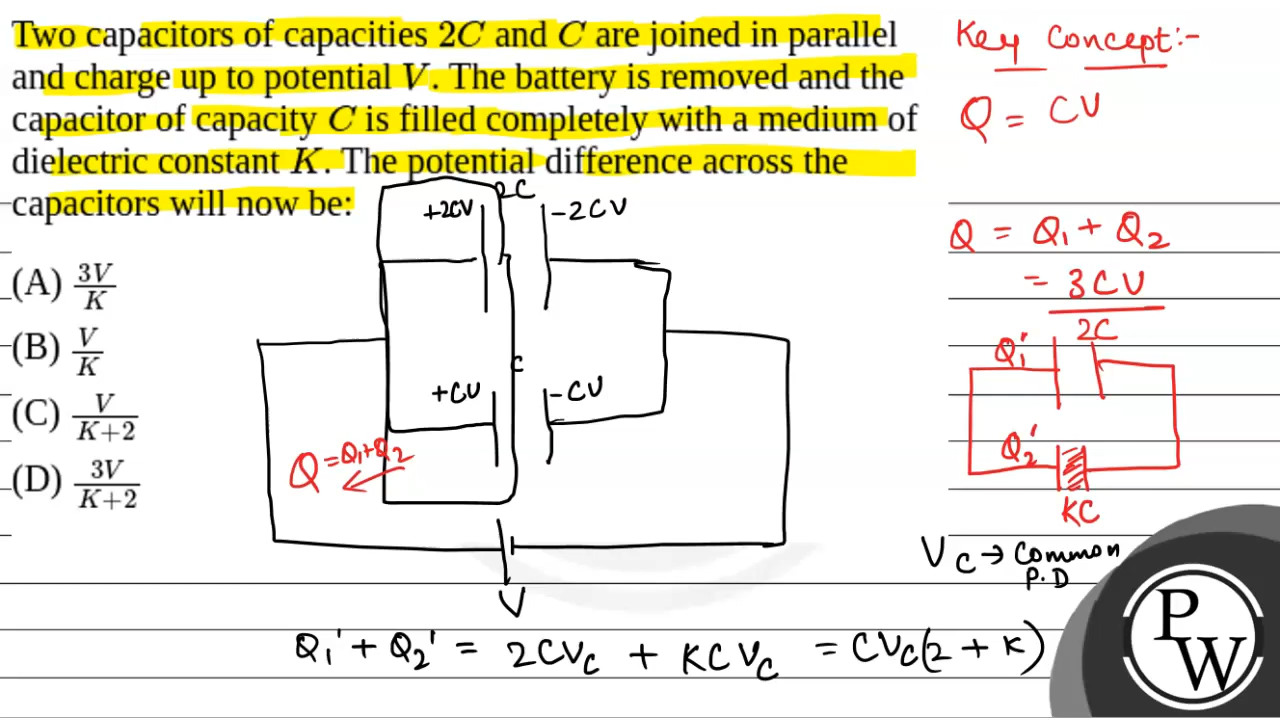 Two capacitors of capacities 2C and C are joined in parallel
and charge up to potential V. The battery is removed and the
capacitor of capacity C is filled completely with a medium of
dielectric constant K. The potential difference across the
capacitors will now be:
(A) 3V/K
(B) V/K
(C) V/K+2
(D) 3V/K+2
2C
+2CV
-2CV
C
+CV
-CV
Q=Q₁+Q₂
V
Key Concept:-
Q = CV
Q = Q₁ + Q₂
= 3CV
2C
Q₁'
Q₂'
KC
Vc → Common
P.D
Q₁' + Q₂' = 2CVc + KCVc = CVc(2 + K)
P
W